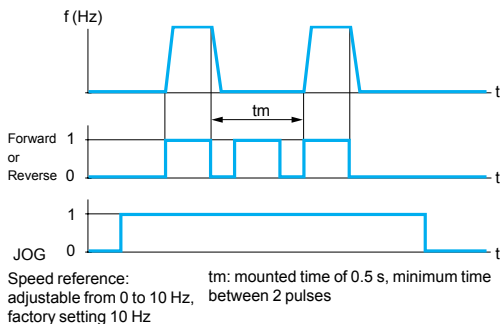 f (Hz)
t
tm
Forward
or
Reverse
1
0
t
1
0
JOG
t
Speed reference:
adjustable from 0 to 10 Hz,
factory setting 10 Hz
tm: mounted time of 0.5 s, minimum time
between 2 pulses